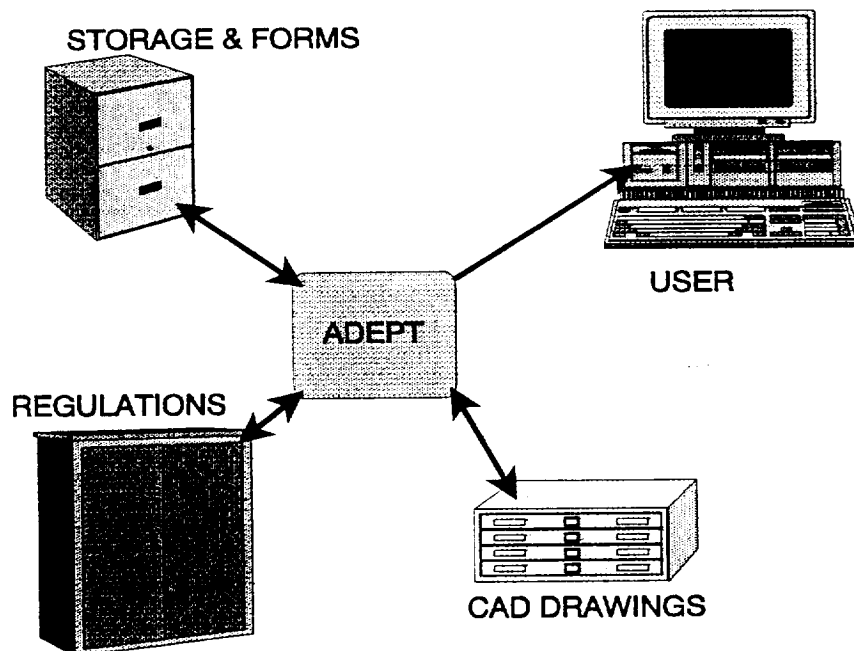 STORAGE & FORMS
USER
ADEPT
REGULATIONS
CAD DRAWINGS